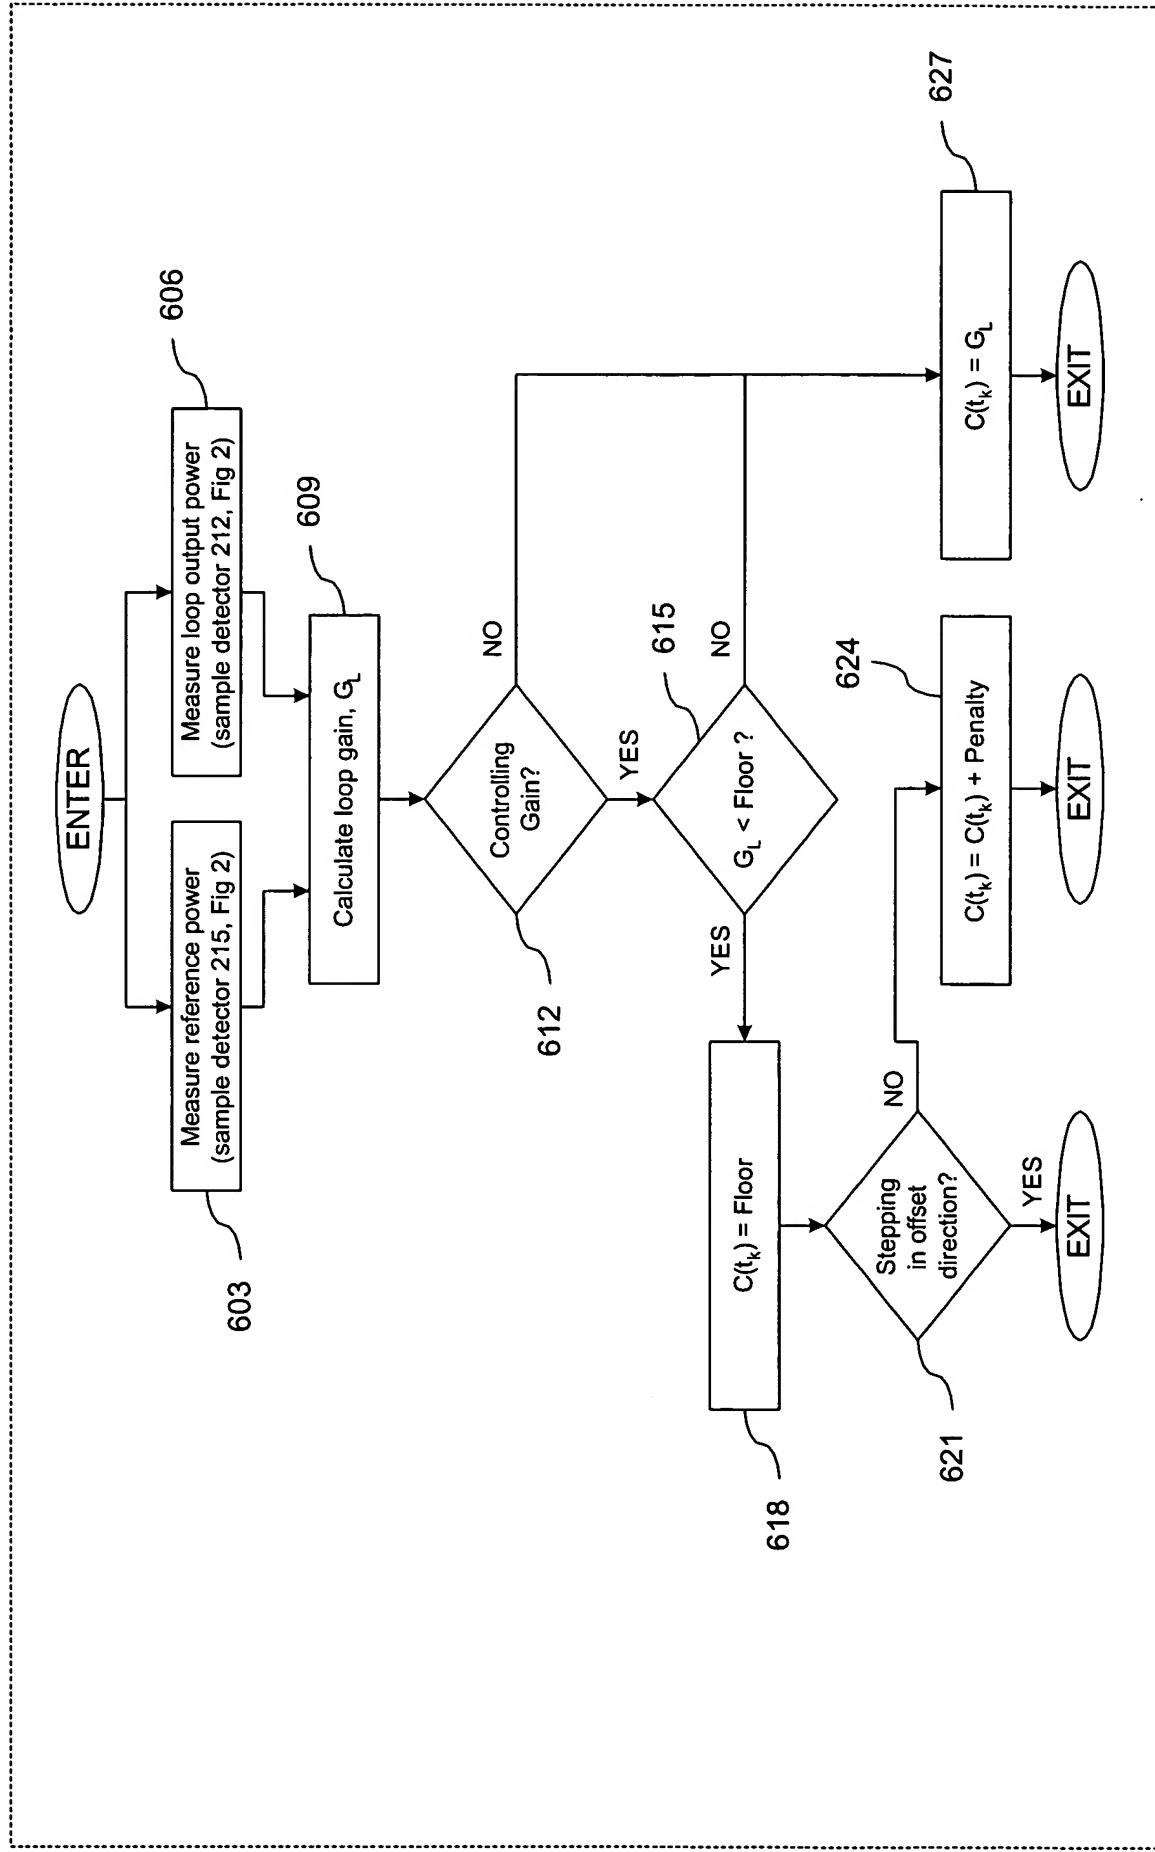 ENTER
Measure reference power
(sample detector 215, Fig 2)
603
Measure loop output power
(sample detector 212, Fig 2)
606
Calculate loop gain, G_L
609
Controlling
Gain?
612
NO
YES
G_L < Floor ?
615
NO
YES
C(t_k) = Floor
618
Stepping
in offset
direction?
621
NO
YES
C(t_k) = C(t_k) + Penalty
624
C(t_k) = G_L
627
EXIT
EXIT
EXIT